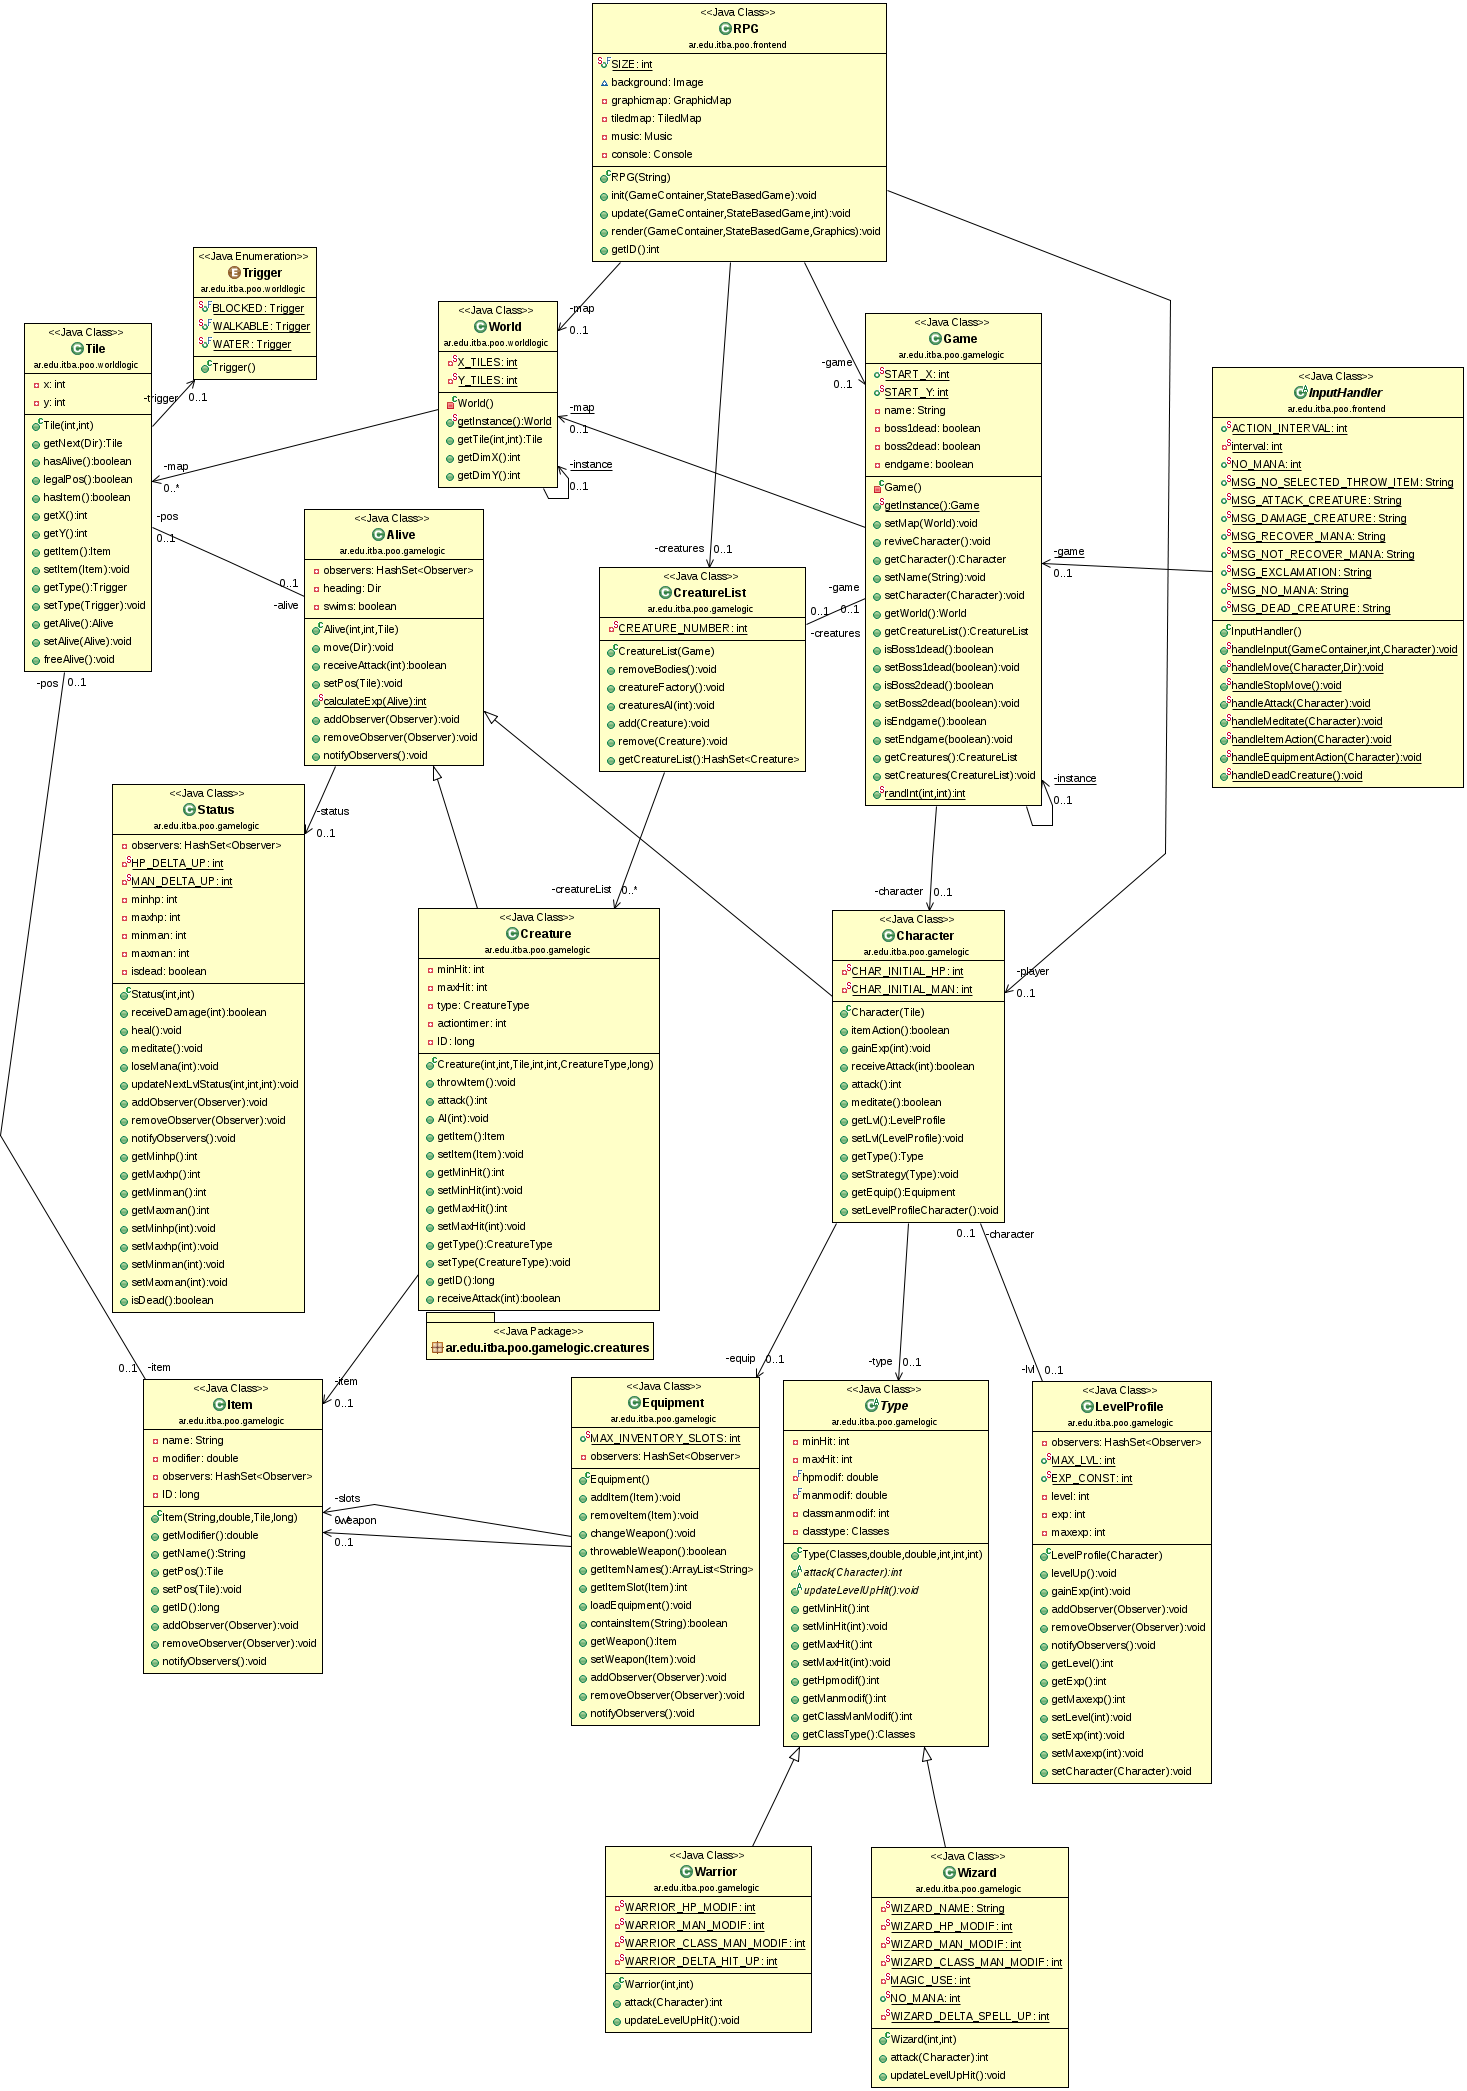 <<Java Class>>
RPG
ar.edu.itba.poo.frontend
SIZE: int
background: Image
graphicmap: GraphicMap
tiledmap: TiledMap
music: Music
console: Console
RPG(String)
init(GameContainer,StateBasedGame):void
update(GameContainer,StateBasedGame,int):void
render(GameContainer,StateBasedGame,Graphics):void
getID():int
<<Java Enumeration>>
Trigger
ar.edu.itba.poo.worldlogic
BLOCKED: Trigger
WALKABLE: Trigger
WATER: Trigger
Trigger()
-trigger
0..1
<<Java Class>>
Tile
ar.edu.itba.poo.worldlogic
x: int
y: int
Tile(int,int)
getNext(Dir):Tile
hasAlive():boolean
legalPos():boolean
hasItem():boolean
getX():int
getY():int
getItem():Item
setItem(Item):void
getType():Trigger
setType(Trigger):void
getAlive():Alive
setAlive(Alive):void
freeAlive():void
-map
0..1
<<Java Class>>
World
ar.edu.itba.poo.worldlogic
X_TILES: int
Y_TILES: int
World()
getInstance():World
getTile(int,int):Tile
getDimX():int
getDimY():int
-map
0..1
-instance
0..1
-map
0..*
-pos
0..1
0..1
-alive
-game
0..1
<<Java Class>>
Game
ar.edu.itba.poo.gamelogic
START_X: int
START_Y: int
name: String
boss1dead: boolean
boss2dead: boolean
endgame: boolean
Game()
getInstance():Game
setMap(World):void
reviveCharacter():void
getCharacter():Character
setName(String):void
setCharacter(Character):void
getWorld():World
getCreatureList():CreatureList
isBoss1dead():boolean
setBoss1dead(boolean):void
isBoss2dead():boolean
setBoss2dead(boolean):void
isEndgame():boolean
setEndgame(boolean):void
getCreatures():CreatureList
setCreatures(CreatureList):void
randInt(int,int):int
-instance
0..1
-game
0..1
<<Java Class>>
InputHandler
ar.edu.itba.poo.frontend
ACTION_INTERVAL: int
interval: int
NO_MANA: int
MSG_NO_SELECTED_THROW_ITEM: String
MSG_ATTACK_CREATURE: String
MSG_DAMAGE_CREATURE: String
MSG_RECOVER_MANA: String
MSG_NOT_RECOVER_MANA: String
MSG_EXCLAMATION: String
MSG_NO_MANA: String
MSG_DEAD_CREATURE: String
InputHandler()
handleInput(GameContainer,int,Character):void
handleMove(Character,Dir):void
handleStopMove():void
handleAttack(Character):void
handleMeditate(Character):void
handleItemAction(Character):void
handleEquipmentAction(Character):void
handleDeadCreature():void
<<Java Class>>
Alive
ar.edu.itba.poo.gamelogic
observers: HashSet<Observer>
heading: Dir
swims: boolean
Alive(int,int,Tile)
move(Dir):void
receiveAttack(int):boolean
setPos(Tile):void
calculateExp(Alive):int
addObserver(Observer):void
removeObserver(Observer):void
notifyObservers():void
-creatures
0..1
<<Java Class>>
CreatureList
ar.edu.itba.poo.gamelogic
CREATURE_NUMBER: int
CreatureList(Game)
removeBodies():void
creatureFactory():void
creaturesAI(int):void
add(Creature):void
remove(Creature):void
getCreatureList():HashSet<Creature>
-game
0..1
0..1
-creatures
-pos
0..1
-status
0..1
<<Java Class>>
Status
ar.edu.itba.poo.gamelogic
observers: HashSet<Observer>
HP_DELTA_UP: int
MAN_DELTA_UP: int
minhp: int
maxhp: int
minman: int
maxman: int
isdead: boolean
Status(int,int)
receiveDamage(int):boolean
heal():void
meditate():void
loseMana(int):void
updateNextLvlStatus(int,int,int):void
addObserver(Observer):void
removeObserver(Observer):void
notifyObservers():void
getMinhp():int
getMaxhp():int
getMinman():int
getMaxman():int
setMinhp(int):void
setMaxhp(int):void
setMinman(int):void
setMaxman(int):void
isDead():boolean
-creatureList
0..*
<<Java Class>>
Creature
ar.edu.itba.poo.gamelogic
minHit: int
maxHit: int
type: CreatureType
actiontimer: int
ID: long
Creature(int,int,Tile,int,int,CreatureType,long)
throwItem():void
attack():int
AI(int):void
getItem():Item
setItem(Item):void
getMinHit():int
setMinHit(int):void
getMaxHit():int
setMaxHit(int):void
getType():CreatureType
setType(CreatureType):void
getID():long
receiveAttack(int):boolean
<<Java Package>>
ar.edu.itba.poo.gamelogic.creatures
-character
0..1
-player
0..1
<<Java Class>>
Character
ar.edu.itba.poo.gamelogic
CHAR_INITIAL_HP: int
CHAR_INITIAL_MAN: int
Character(Tile)
itemAction():boolean
gainExp(int):void
receiveAttack(int):boolean
attack():int
meditate():boolean
getLvl():LevelProfile
setLvl(LevelProfile):void
getType():Type
setStrategy(Type):void
getEquip():Equipment
setLevelProfileCharacter():void
0..1
-character
0..1
-item
-item
0..1
-equip
0..1
-type
0..1
-lvl
0..1
<<Java Class>>
Item
ar.edu.itba.poo.gamelogic
name: String
modifier: double
observers: HashSet<Observer>
ID: long
Item(String,double,Tile,long)
getModifier():double
getName():String
getPos():Tile
setPos(Tile):void
getID():long
addObserver(Observer):void
removeObserver(Observer):void
notifyObservers():void
-slots
-weapon
0..1
<<Java Class>>
Equipment
ar.edu.itba.poo.gamelogic
MAX_INVENTORY_SLOTS: int
observers: HashSet<Observer>
Equipment()
addItem(Item):void
removeItem(Item):void
changeWeapon():void
throwableWeapon():boolean
getItemNames():ArrayList<String>
getItemSlot(Item):int
loadEquipment():void
containsItem(String):boolean
getWeapon():Item
setWeapon(Item):void
addObserver(Observer):void
removeObserver(Observer):void
notifyObservers():void
<<Java Class>>
Type
ar.edu.itba.poo.gamelogic
minHit: int
maxHit: int
hpmodif: double
manmodif: double
classmanmodif: int
classtype: Classes
Type(Classes,double,double,int,int,int)
attack(Character):int
updateLevelUpHit():void
getMinHit():int
setMinHit(int):void
getMaxHit():int
setMaxHit(int):void
getHpmodif():int
getManmodif():int
getClassManModif():int
getClassType():Classes
<<Java Class>>
LevelProfile
ar.edu.itba.poo.gamelogic
observers: HashSet<Observer>
MAX_LVL: int
EXP_CONST: int
level: int
exp: int
maxexp: int
LevelProfile(Character)
levelUp():void
gainExp(int):void
addObserver(Observer):void
removeObserver(Observer):void
notifyObservers():void
getLevel():int
getExp():int
getMaxexp():int
setLevel(int):void
setExp(int):void
setMaxexp(int):void
setCharacter(Character):void
<<Java Class>>
Warrior
ar.edu.itba.poo.gamelogic
WARRIOR_HP_MODIF: int
WARRIOR_MAN_MODIF: int
WARRIOR_CLASS_MAN_MODIF: int
WARRIOR_DELTA_HIT_UP: int
Warrior(int,int)
attack(Character):int
updateLevelUpHit():void
<<Java Class>>
Wizard
ar.edu.itba.poo.gamelogic
WIZARD_NAME: String
WIZARD_HP_MODIF: int
WIZARD_MAN_MODIF: int
WIZARD_CLASS_MAN_MODIF: int
MAGIC_USE: int
NO_MANA: int
WIZARD_DELTA_SPELL_UP: int
Wizard(int,int)
attack(Character):int
updateLevelUpHit():void